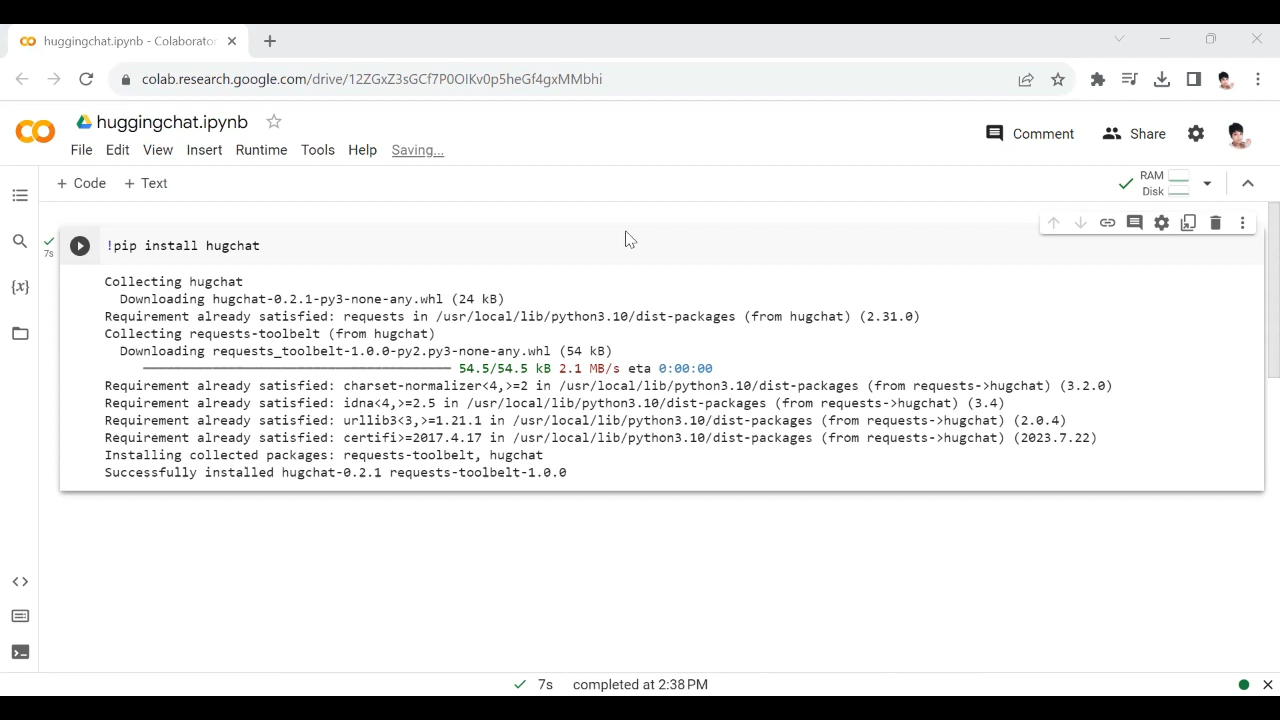 huggingchat.ipynb - Colaborator
colab.research.google.com/drive/12ZGxZ3sGCf7P0OIKv0p5heGf4gxMMbhi
huggingchat.ipynb
Comment
Share
File Edit View Insert Runtime Tools Help Saving...
+ Code + Text
RAM
Disk
!pip install hugchat
7s
Collecting hugchat
Downloading hugchat-0.2.1-py3-none-any.whl (24 kB)
Requirement already satisfied: requests in /usr/local/lib/python3.10/dist-packages (from hugchat) (2.31.0)
Collecting requests-toolbelt (from hugchat)
Downloading requests_toolbelt-1.0.0-py2.py3-none-any.whl (54 kB)
54.5/54.5 kB 2.1 MB/s eta 0:00:00
Requirement already satisfied: charset-normalizer<4,>=2 in /usr/local/lib/python3.10/dist-packages (from requests->hugchat) (3.2.0)
Requirement already satisfied: idna<4,>=2.5 in /usr/local/lib/python3.10/dist-packages (from requests->hugchat) (3.4)
Requirement already satisfied: urllib3<3,>=1.21.1 in /usr/local/lib/python3.10/dist-packages (from requests->hugchat) (2.0.4)
Requirement already satisfied: certifi>=2017.4.17 in /usr/local/lib/python3.10/dist-packages (from requests->hugchat) (2023.7.22)
Installing collected packages: requests-toolbelt, hugchat
Successfully installed hugchat-0.2.1 requests-toolbelt-1.0.0
7s completed at 2:38 PM